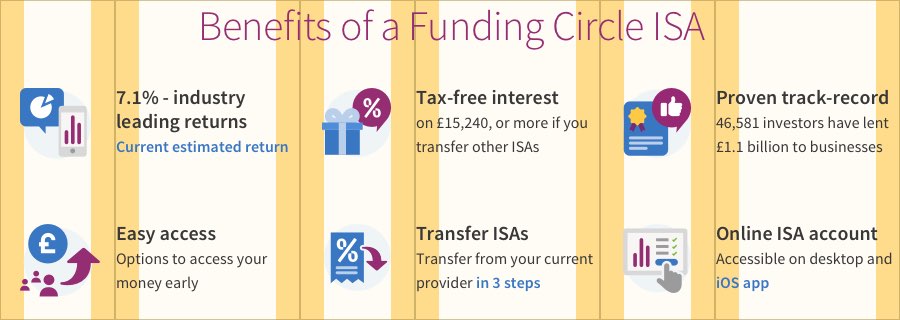 Benefits of a Funding Circle ISA
7.1% - industry
leading returns
Current estimated return
%
Tax-free interest
on £15,240, or more if you
transfer other ISAs
Proven track-record
46,581 investors have lent
£1.1 billion to businesses
£
Easy access
Options to access your
money early
%
Transfer ISAs
Transfer from your current
provider in 3 steps
Online ISA account
Accessible on desktop and
iOS app